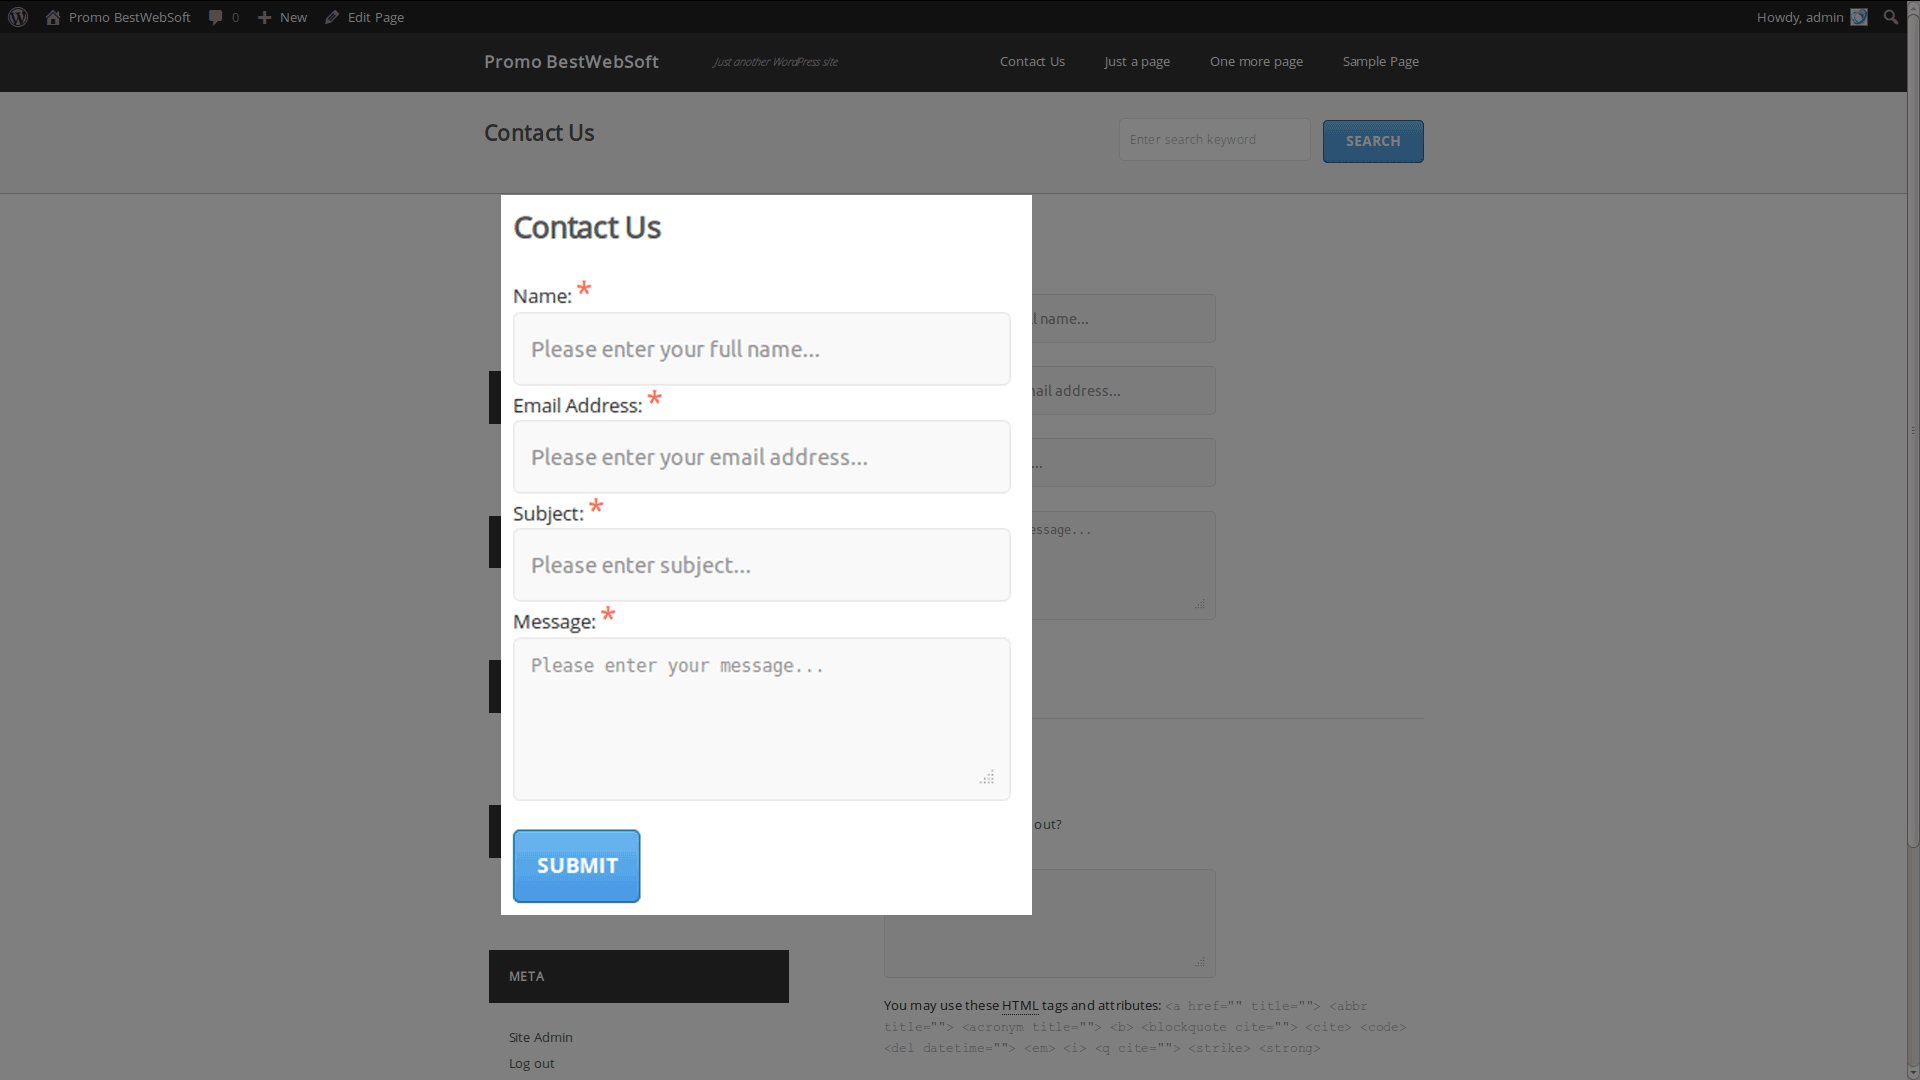 Promo BestWebSoft 0 New Edit Page Howdy, admin
Promo BestWebSoft Just another WordPress site Contact Us Just a page One more page Sample Page
Contact Us Enter search keyword SEARCH
Contact Us
Name: *
Please enter your full name...
Email Address: *
Please enter your email address...
Subject: *
Please enter subject...
Message: *
Please enter your message...
SUBMIT
name...
address...
out?
META
Site Admin
Log out
You may use these HTML tags and attributes: <a href="" title=""> <abbr
title=""> <acronym title=""> <b> <blockquote cite=""> <cite> <code>
<del datetime=""> <em> <i> <q cite=""> <strike> <strong>